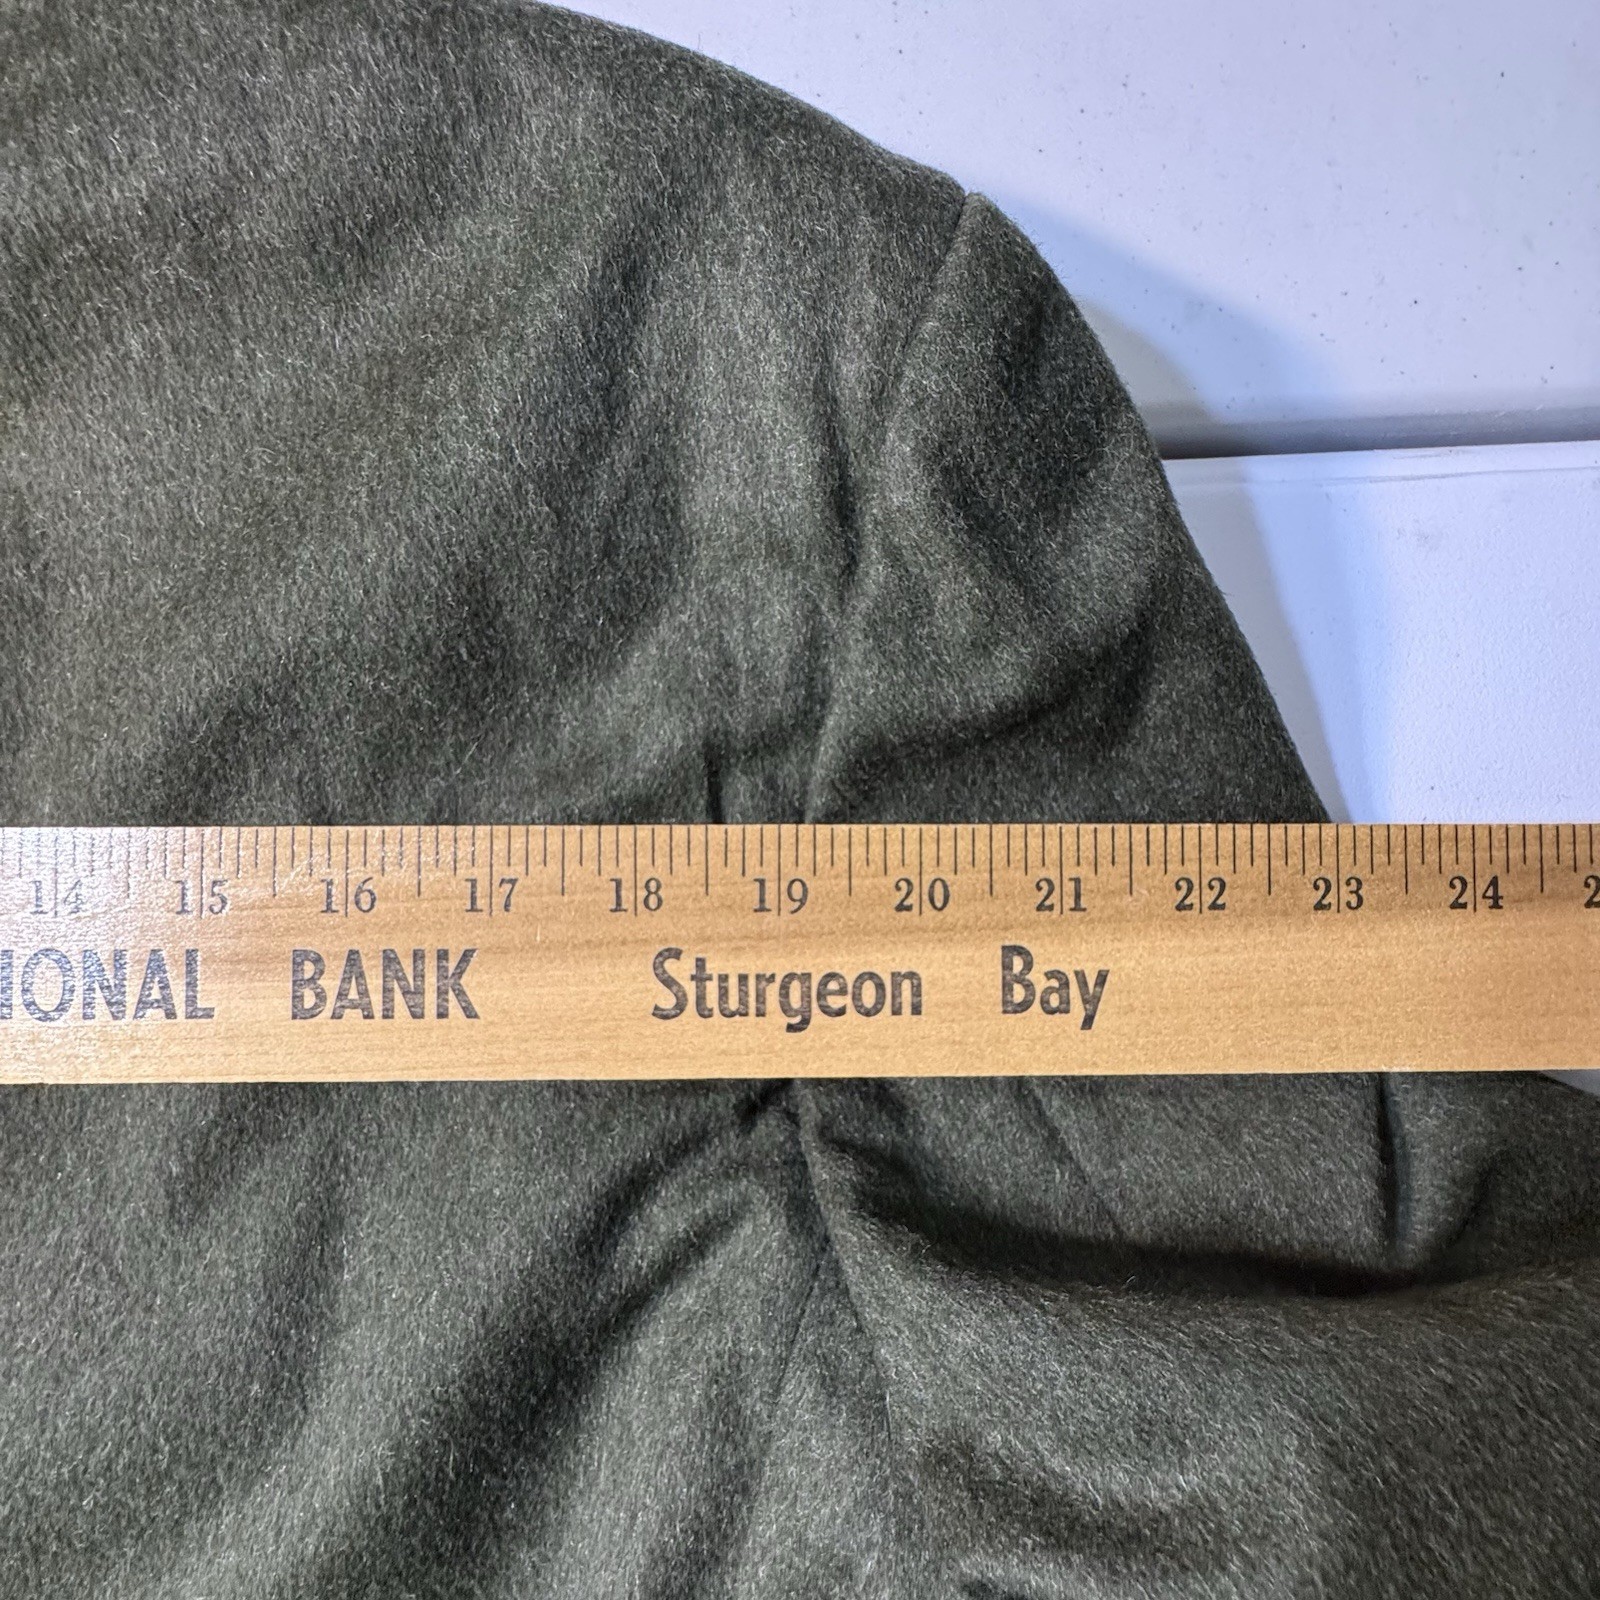 14 15 16 17 18 19 20 21 22 23 24
IONAL BANK Sturgeon Bay